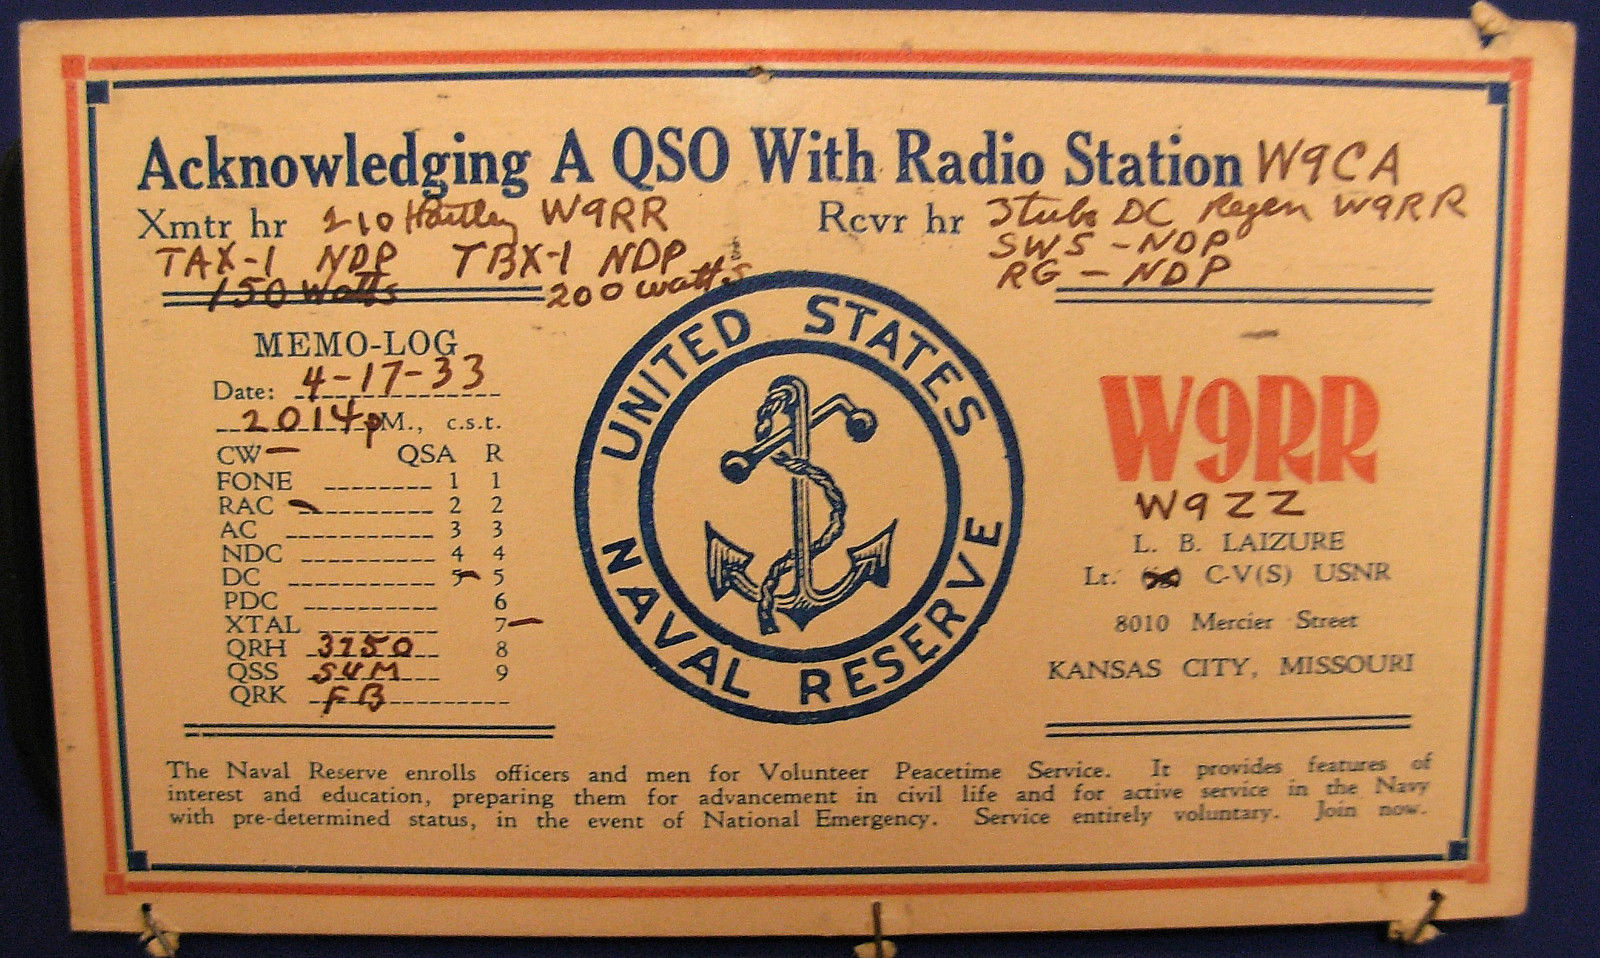 Acknowledging A QSO With Radio Station W9CA
Xmtr hr 210 Hartley W9RR
TAX-1 NDP TBX-1 NDP
150 Watts 200 watts
Rcvr hr 3tube DC Regen W9RR
SWS - NDP
RG - NDP
MEMO-LOG
Date: 4-17-33
2014 pM., c.s.t.
CW - QSA R
FONE 1 1
RAC 2 2
AC 3 3
NDC 4 4
DC 5 5
PDC 6
XTAL 7
QRH 3750 8
QSS SUM 9
QRK FB
UNITED STATES
NAVAL RESERVE
W9RR
W9ZZ
L. B. LAIZURE
Lt. C-V(S) USNR
8010 Mercier Street
KANSAS CITY, MISSOURI
The Naval Reserve enrolls officers and men for Volunteer Peacetime Service. It provides features of
interest and education, preparing them for advancement in civil life and for active service in the Navy
with pre-determined status, in the event of National Emergency. Service entirely voluntary. Join now.